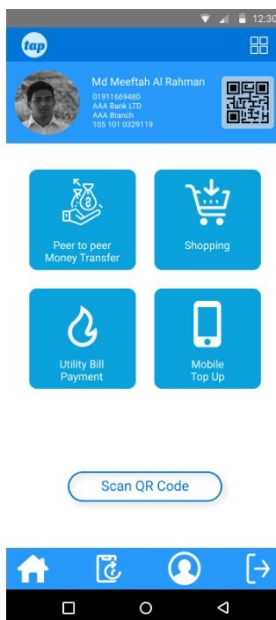 12:30
tap
Md Meeftah Al Rahman
01911669480
AAA Bank LTD
AAA Branch
105 101 0329119
Peer to peer
Money Transfer
Shopping
Utility Bill
Payment
Mobile
Top Up
Scan QR Code